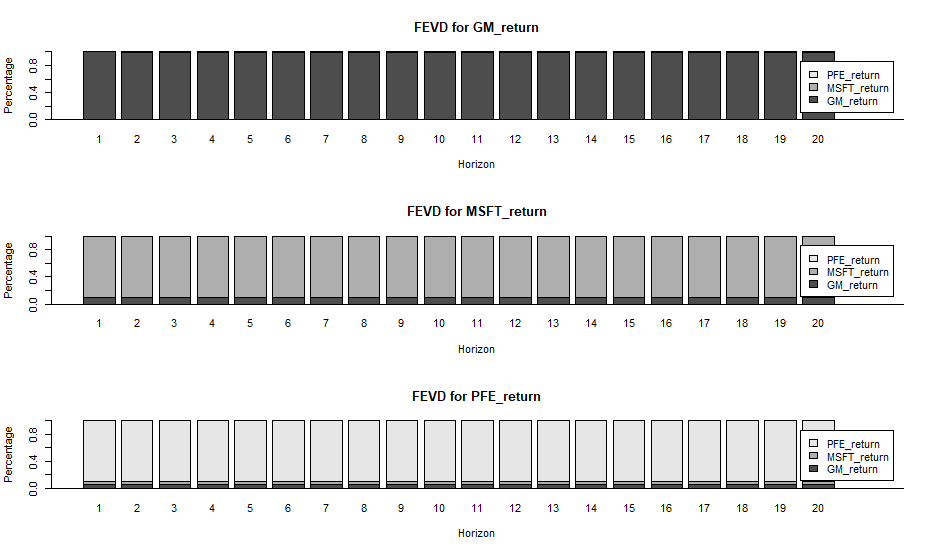 FEVD for GM_return
Percentage
0.0 0.4 0.8
PFE_return
MSFT_return
GM_return
1 2 3 4 5 6 7 8 9 10 11 12 13 14 15 16 17 18 19 20
Horizon
FEVD for MSFT_return
Percentage
0.0 0.4 0.8
PFE_return
MSFT_return
GM_return
1 2 3 4 5 6 7 8 9 10 11 12 13 14 15 16 17 18 19 20
Horizon
FEVD for PFE_return
Percentage
0.0 0.4 0.8
PFE_return
MSFT_return
GM_return
1 2 3 4 5 6 7 8 9 10 11 12 13 14 15 16 17 18 19 20
Horizon